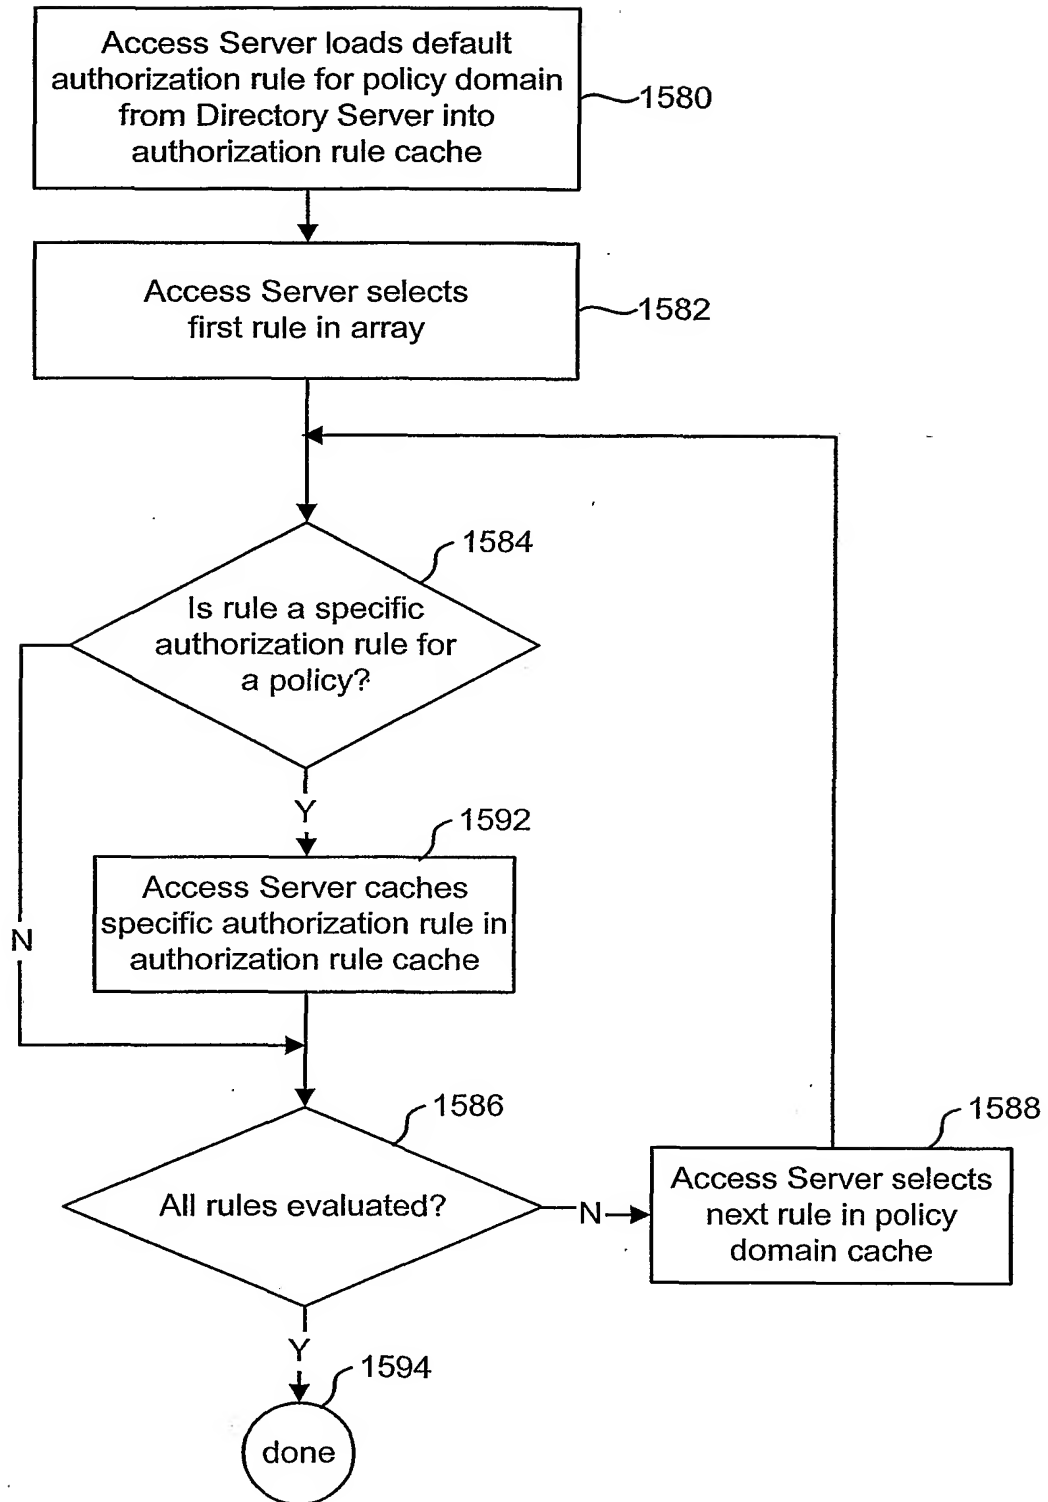 Access Server loads default
authorization rule for policy domain
from Directory Server into
authorization rule cache
1580
Access Server selects
first rule in array
1582
1584
Is rule a specific
authorization rule for
a policy?
Y
1592
Access Server caches
specific authorization rule in
authorization rule cache
N
1586
All rules evaluated?
N
1588
Access Server selects
next rule in policy
domain cache
Y
1594
done